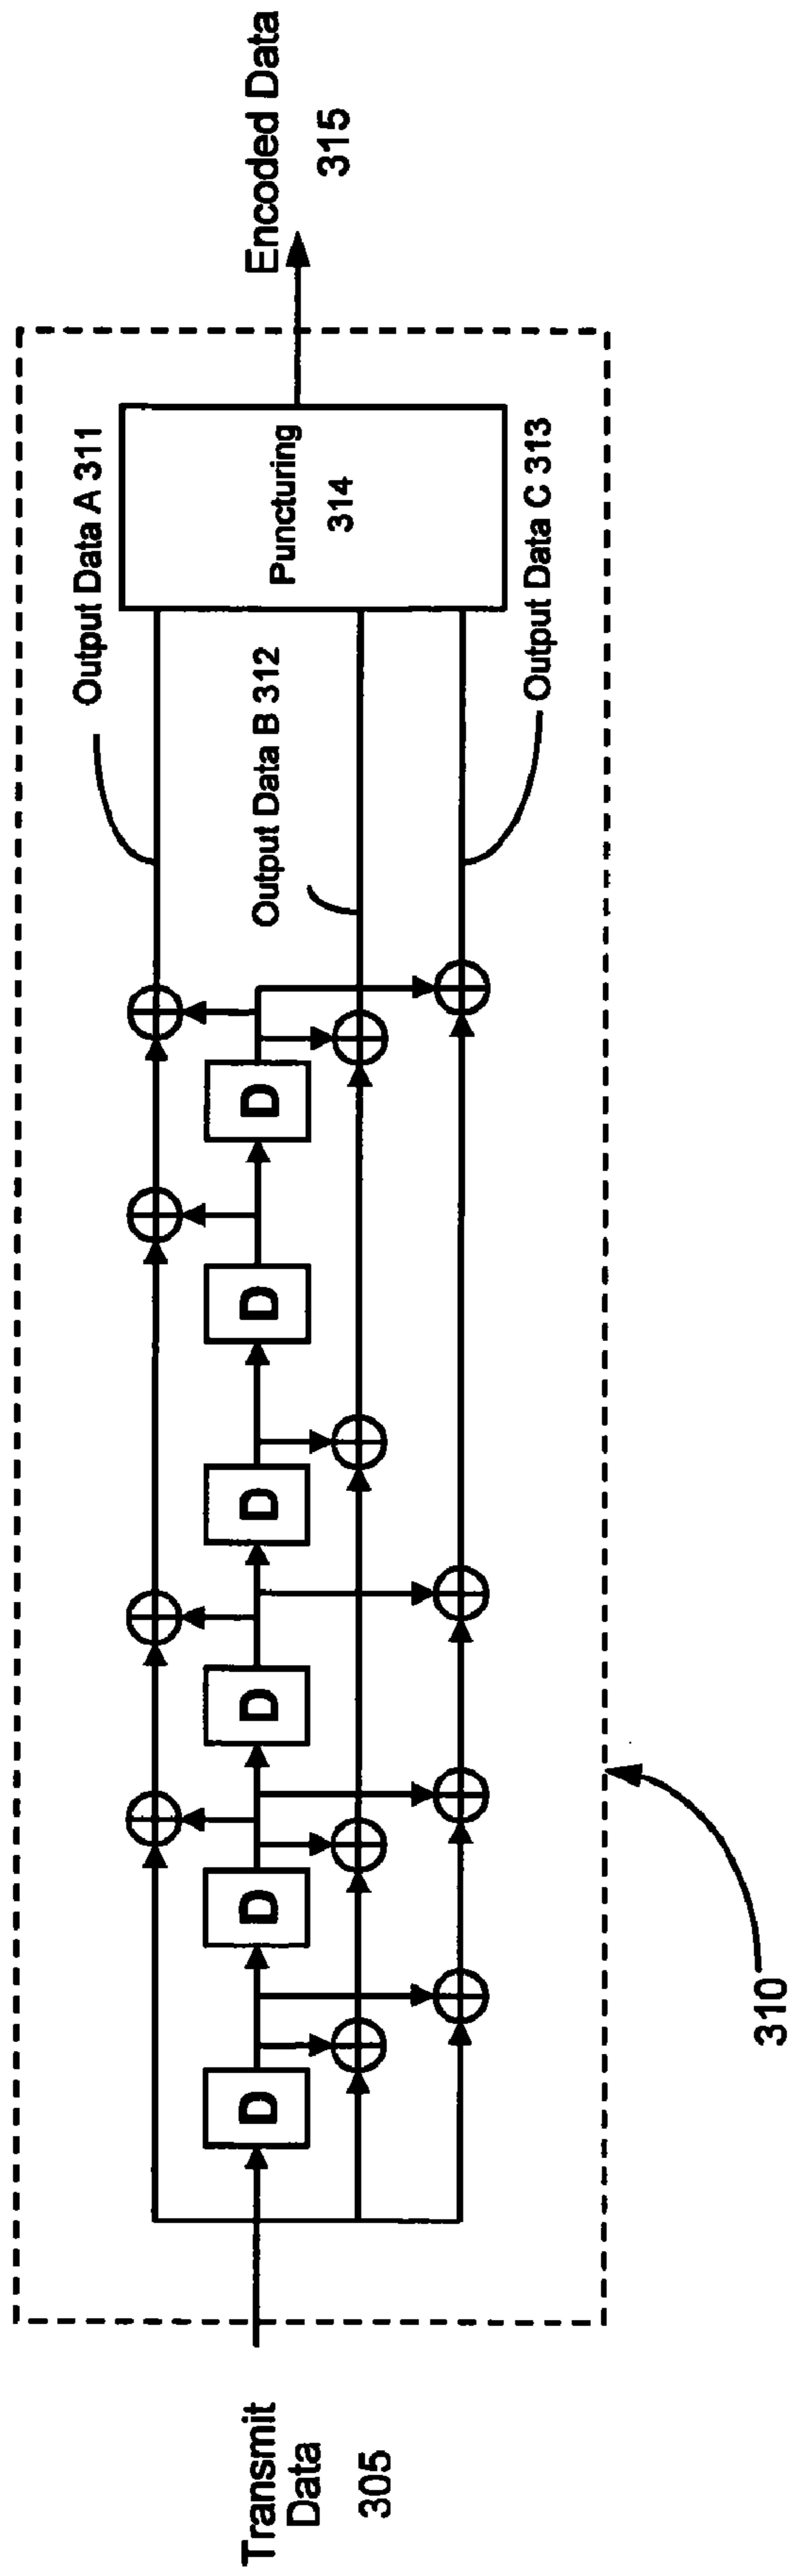 Transmit
Data
305
D
D
D
D
D
D
Output Data A 311
Output Data B 312
Output Data C 313
Puncturing
314
Encoded Data
315
310